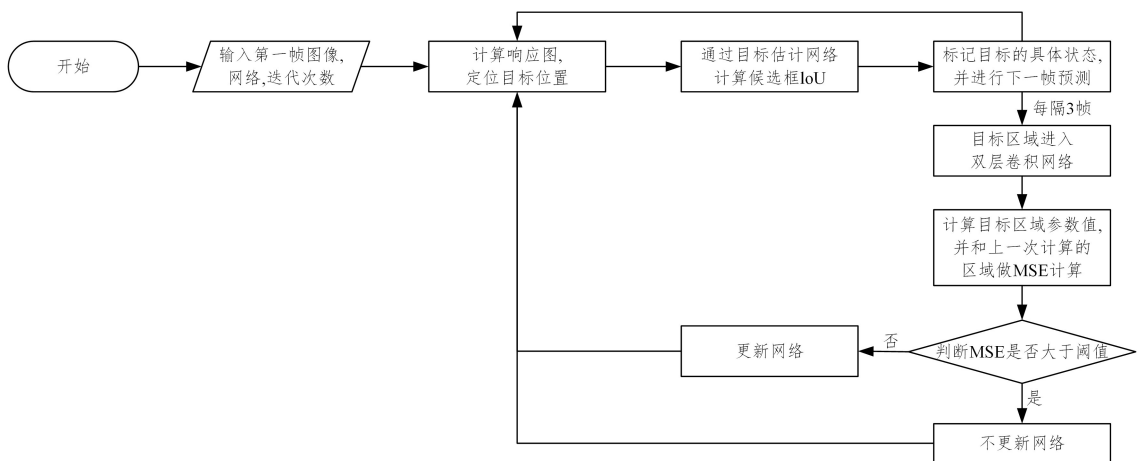 开始
输入第一帧图像,
网络,迭代次数
计算响应图,
定位目标位置
通过目标估计网络
计算候选框IoU
标记目标的具体状态,
并进行下一帧预测
每隔3帧
目标区域进入
双层卷积网络
计算目标区域参数值,
并和上一次计算的
区域做MSE计算
判断MSE是否大于阈值
否
更新网络
是
不更新网络